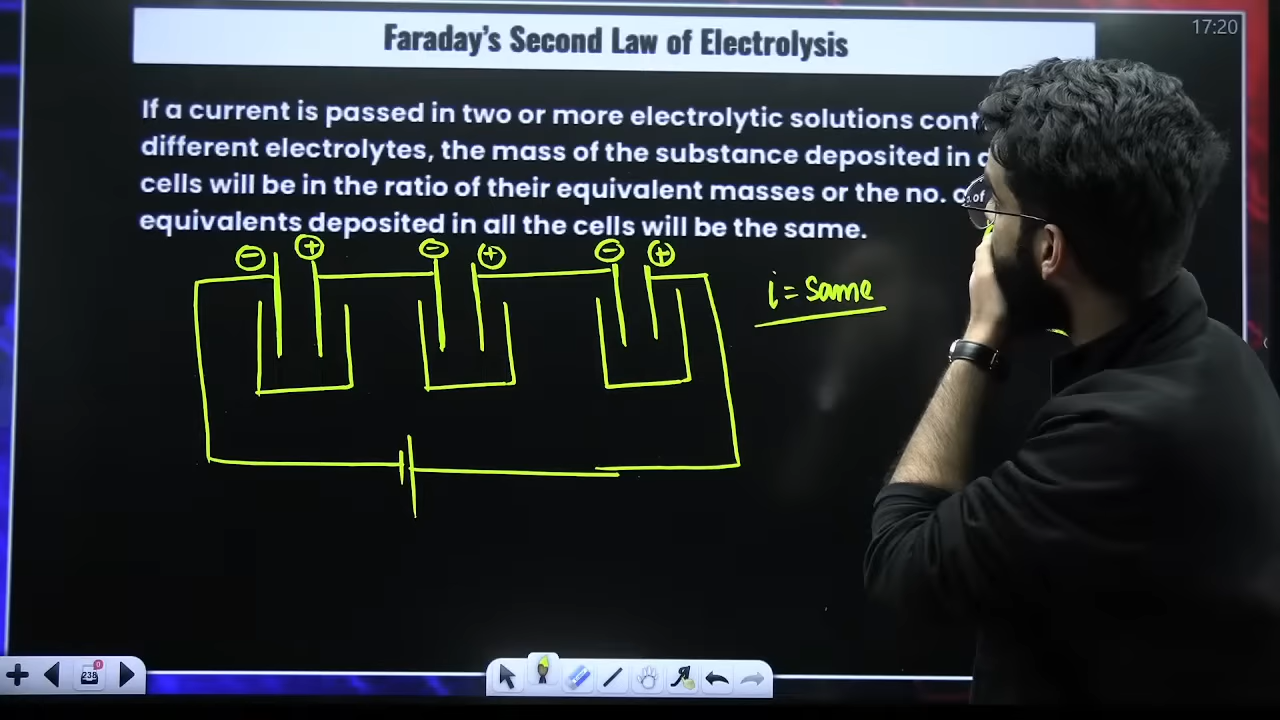 17:20
Faraday's Second Law of Electrolysis
If a current is passed in two or more electrolytic solutions
different electrolytes, the mass of the substance deposited in
cells will be in the ratio of their equivalent masses or the no.
equivalents deposited in all the cells will be the same.
⊖ ⊕ ⊖ ⊕ ⊖ ⊕
i = same
238